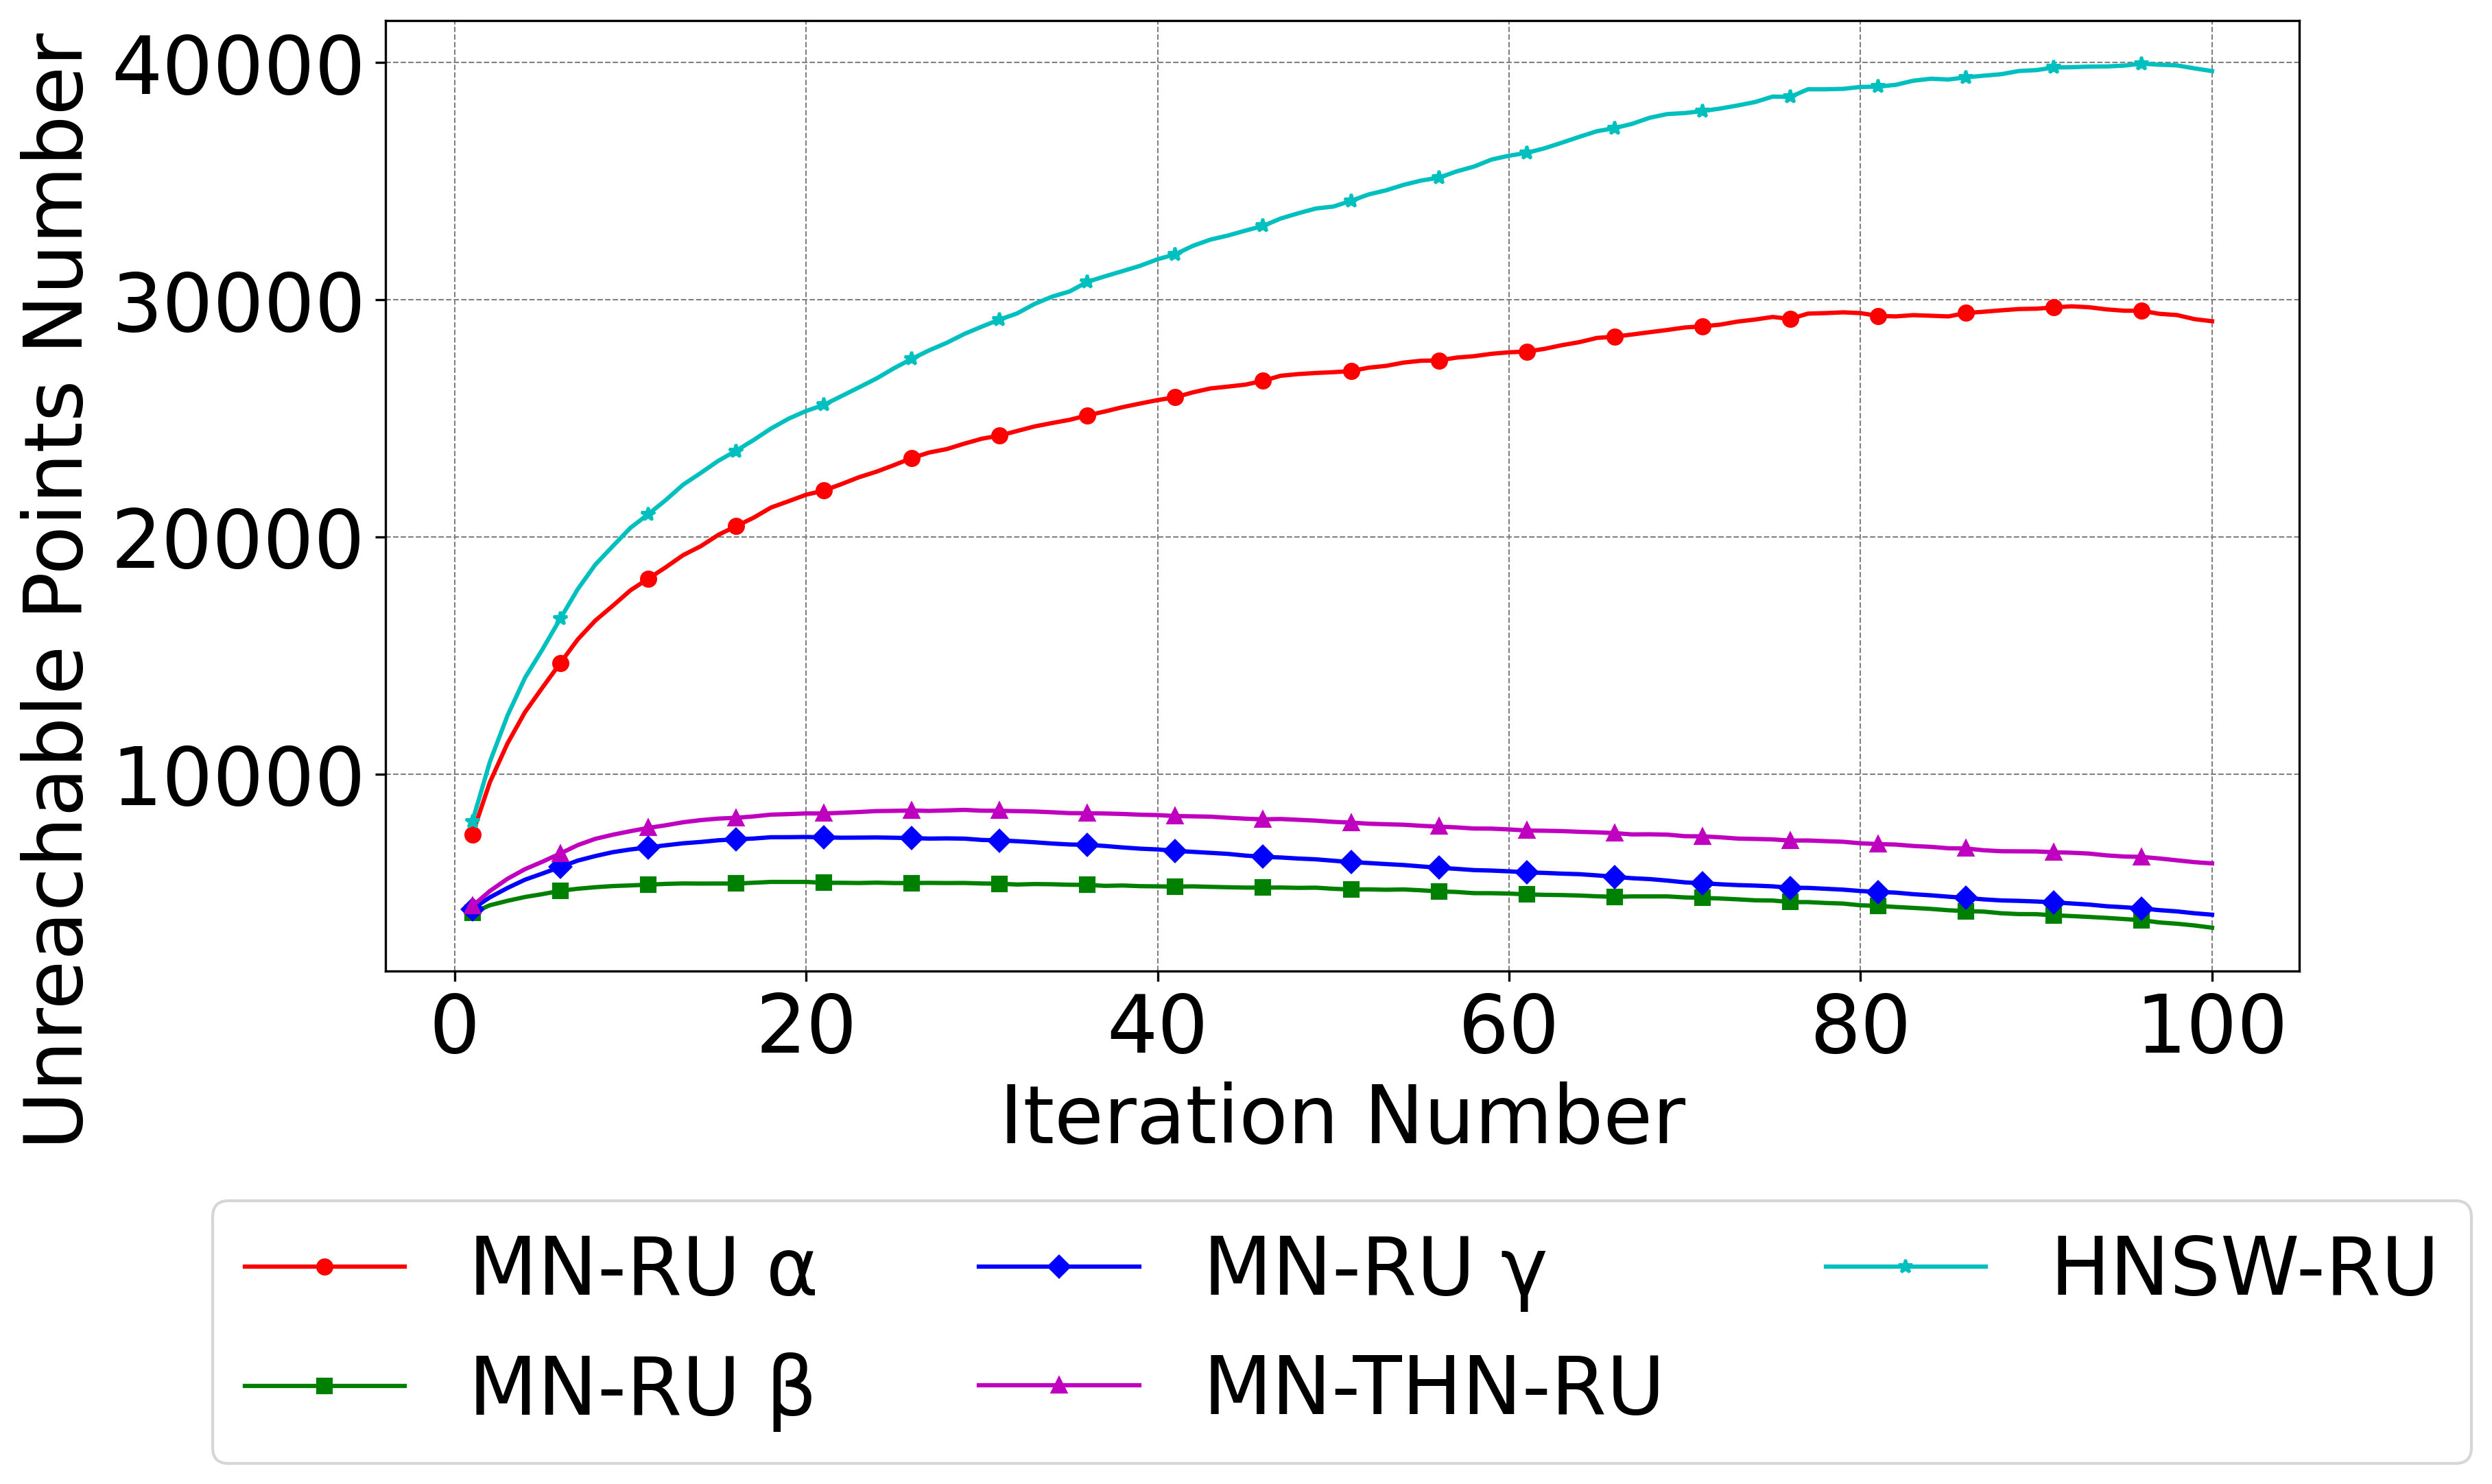 Unreachable Points Number
40000
30000
20000
10000
0 20 40 60 80 100
Iteration Number
MN-RU α MN-RU γ HNSW-RU
MN-RU β MN-THN-RU